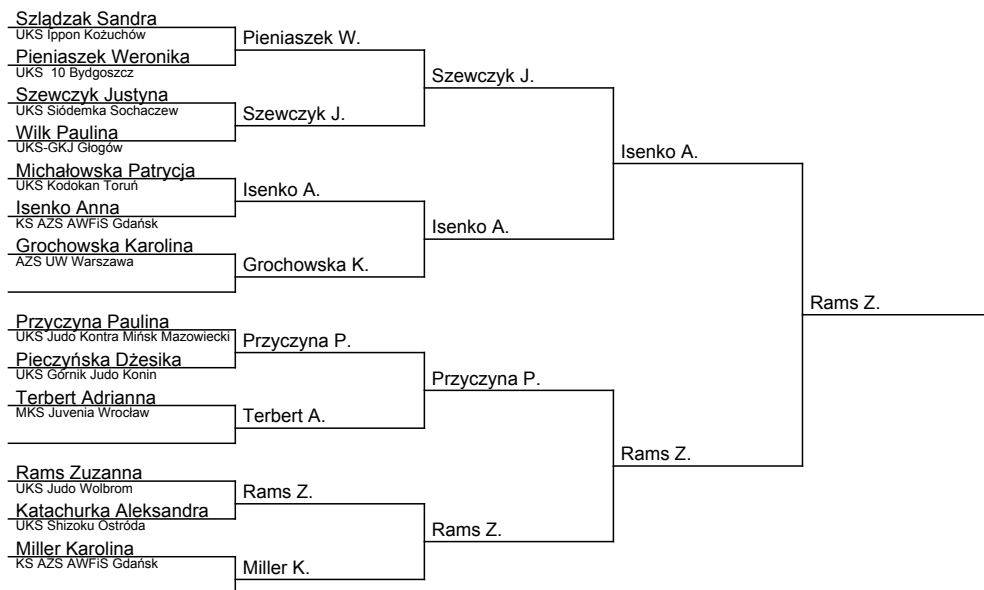 Szlądzak Sandra
UKS Ippon Kożuchów
Pieniaszek W.
Pieniaszek Weronika
UKS 10 Bydgoszcz
Szewczyk J.
Szewczyk Justyna
UKS Siódemka Sochaczew
Szewczyk J.
Wilk Paulina
UKS-GKJ Głogów
Isenko A.
Michałowska Patrycja
UKS Kodokan Toruń
Isenko A.
Isenko Anna
KS AZS AWFiS Gdańsk
Isenko A.
Grochowska Karolina
AZS UW Warszawa
Grochowska K.
Rams Z.
Przyczyna Paulina
UKS Judo Kontra Mińsk Mazowiecki
Przyczyna P.
Pieczyńska Dżesika
UKS Górnik Judo Konin
Przyczyna P.
Terbert Adrianna
MKS Juvenia Wrocław
Terbert A.
Rams Z.
Rams Zuzanna
UKS Judo Wolbrom
Rams Z.
Katachurka Aleksandra
UKS Shizoku Ostróda
Rams Z.
Miller Karolina
KS AZS AWFiS Gdańsk
Miller K.